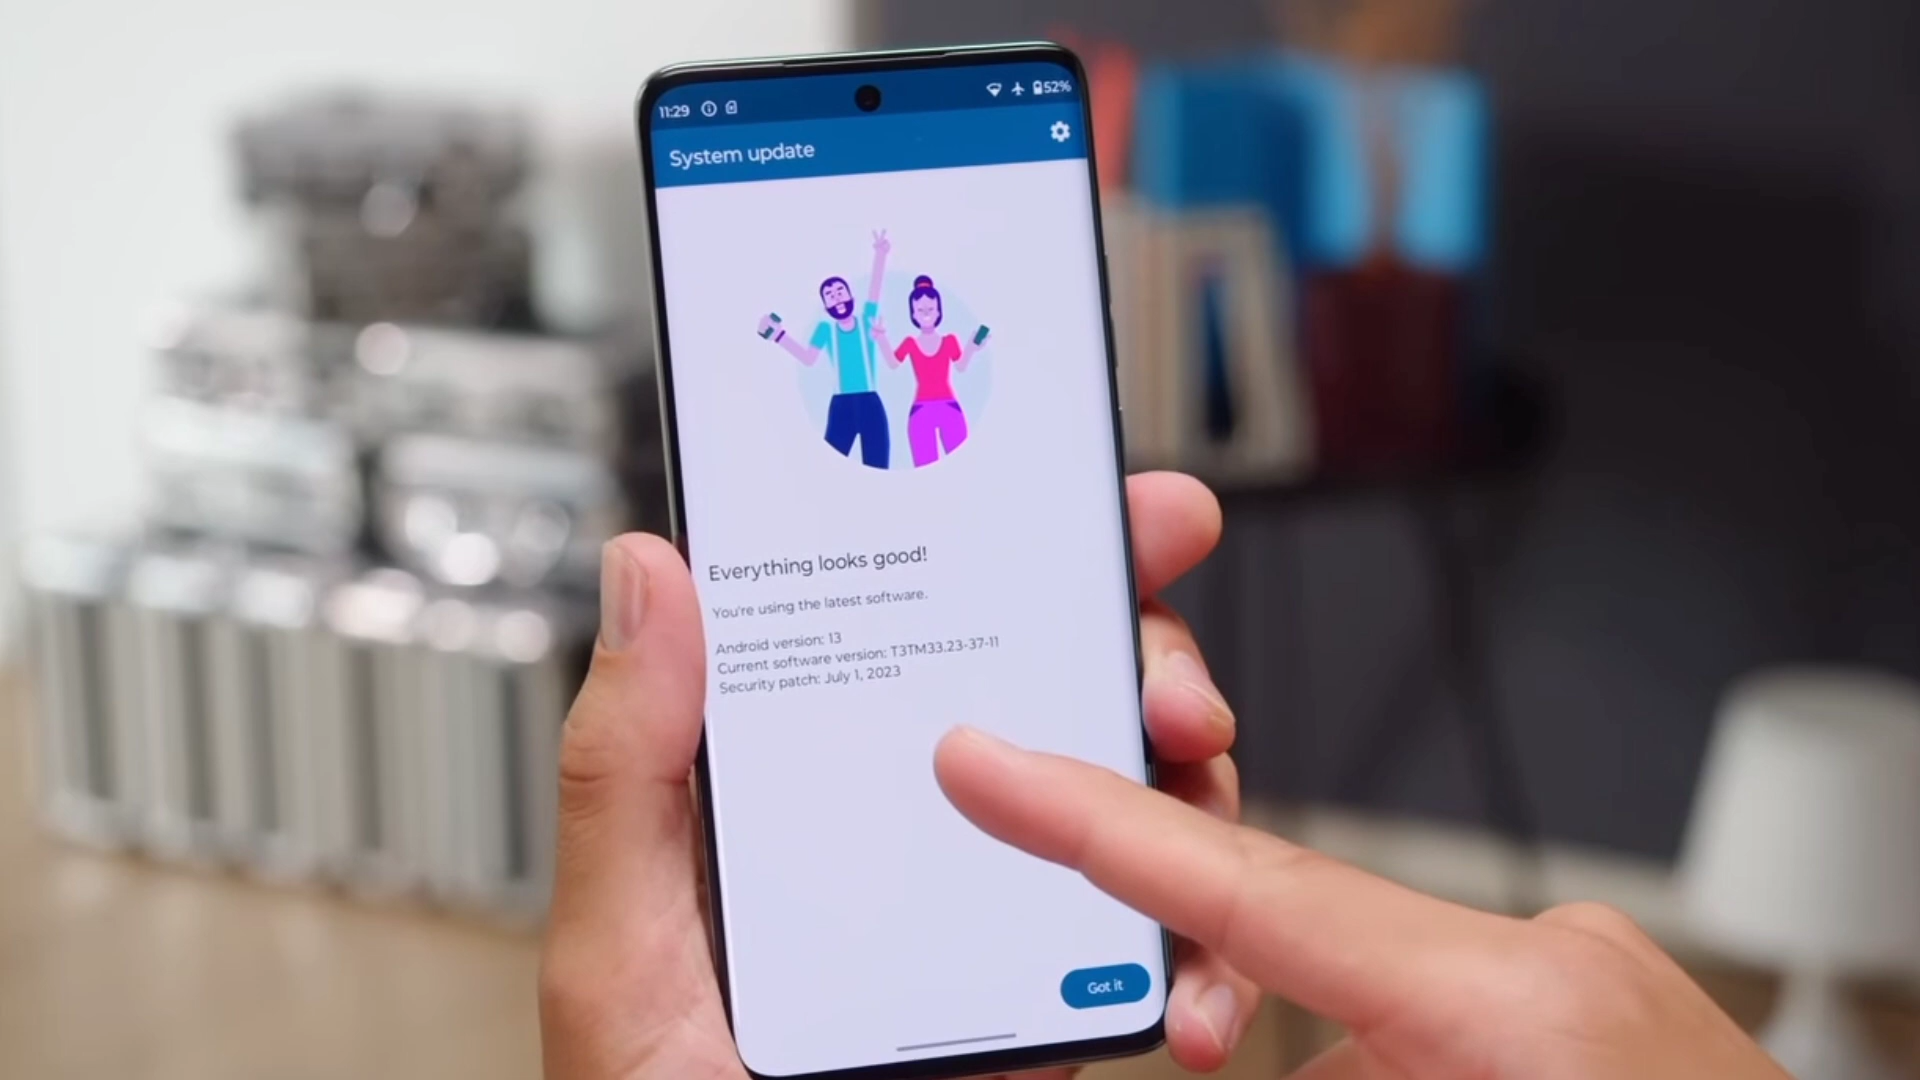 11:29 52%
System update
Everything looks good!
You're using the latest software.
Android version: 13
Current software version: T3TM33.23-37-11
Security patch: July 1, 2023
Got it